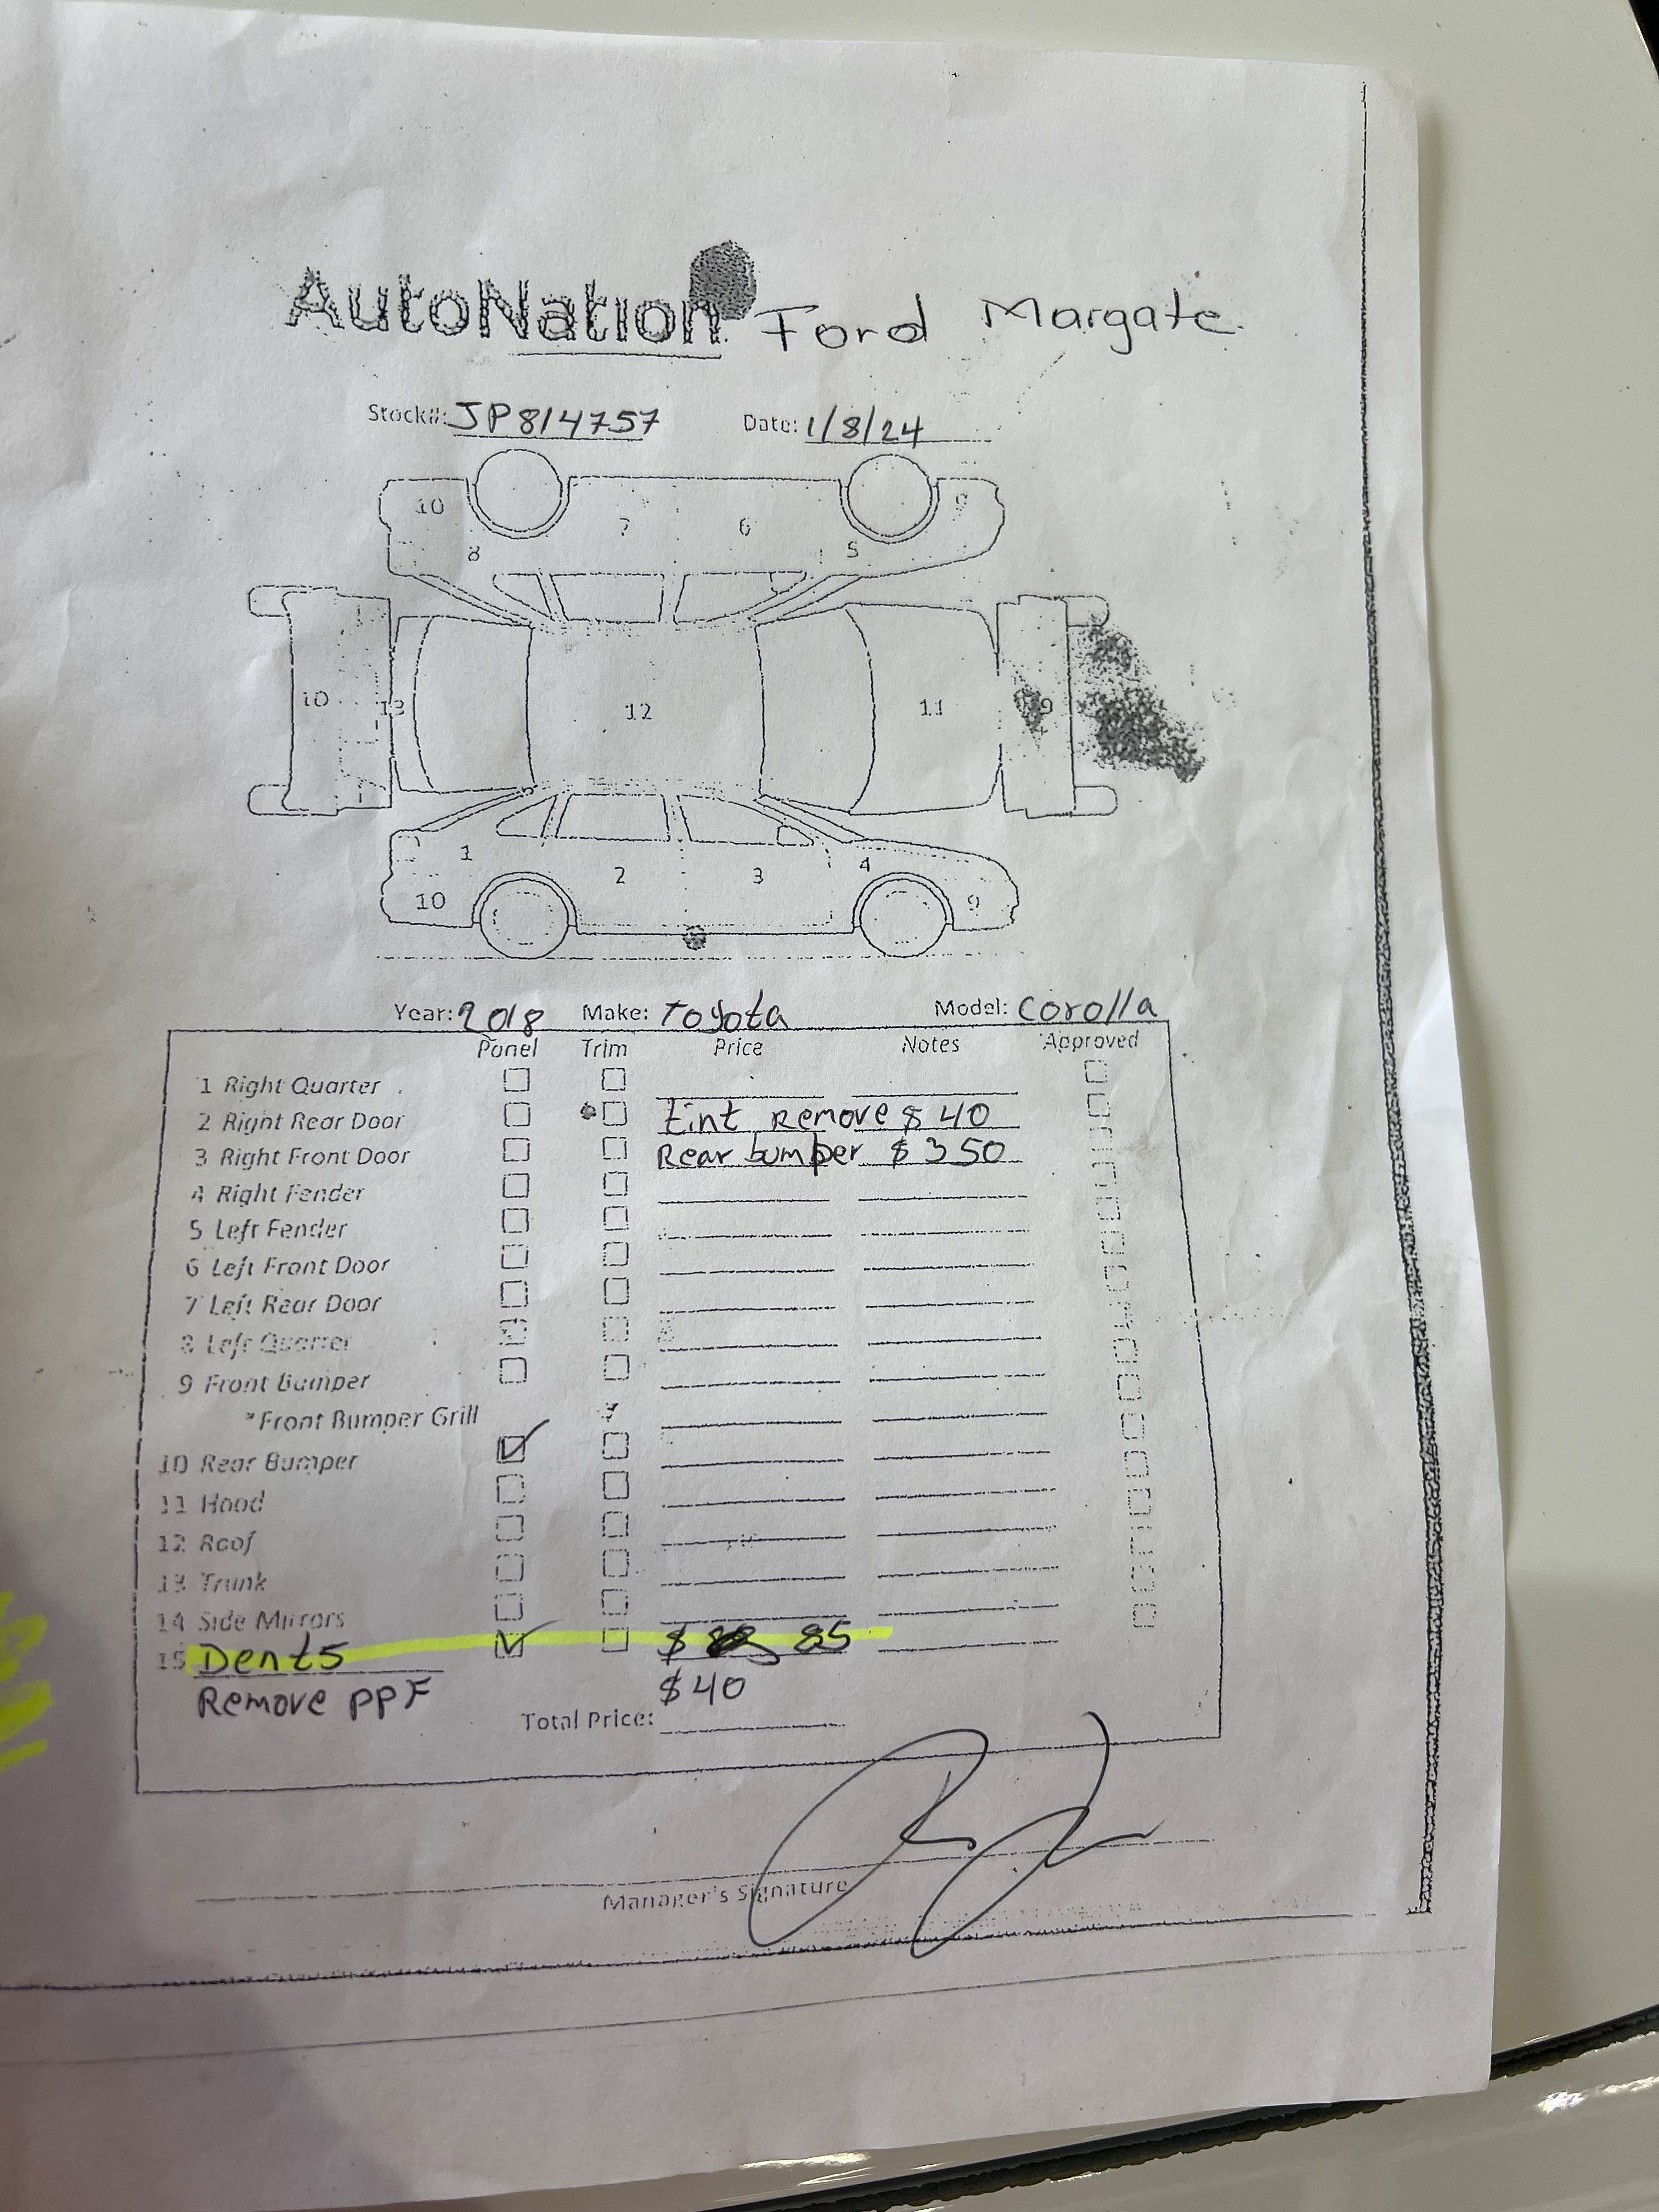 AutoNation Ford Margate
Stock#: JP814757 Date: 1/8/24
10 7 6 9
8 5
10 13 12 11 9
1 2 3 4
10 9
Year: 2018 Make: Toyota Model: Corolla
Panel Trim Price Notes Approved
1 Right Quarter
2 Right Rear Door tint Remove $ 40
3 Right Front Door Rear bumper $ 350
4 Right Fender
5 Left Fender
6 Left Front Door
7 Left Rear Door
8 Left Quarter
9 Front Bumper
*Front Bumper Grill
10 Rear Bumper
11 Hood
12 Roof
13 Trunk
14 Side Mirrors
15 Dents $ 85
Remove PPF $40
Total Price:
Manager's Signature